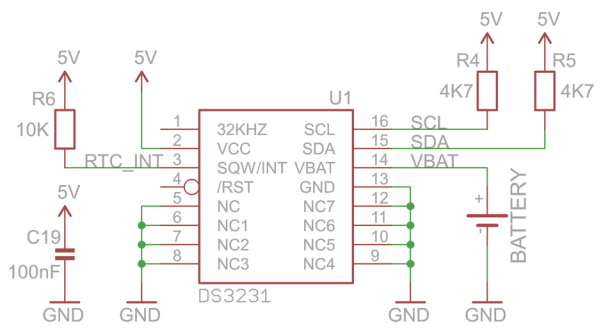 5V 5V
R4 R5
5V 5V
4K7 4K7
R6 U1
10K
1 32KHZ SCL 16 SCL
2 VCC SDA 15 SDA
RTC_INT 3 SQW/INT VBAT 14 VBAT
4 /RST GND 13
5V 5 NC NC7 12
6 NC1 NC6 11
C19 7 NC2 NC5 10
100nF 8 NC3 NC4 9
+
-
BATTERY
DS3231
GND GND GND GND